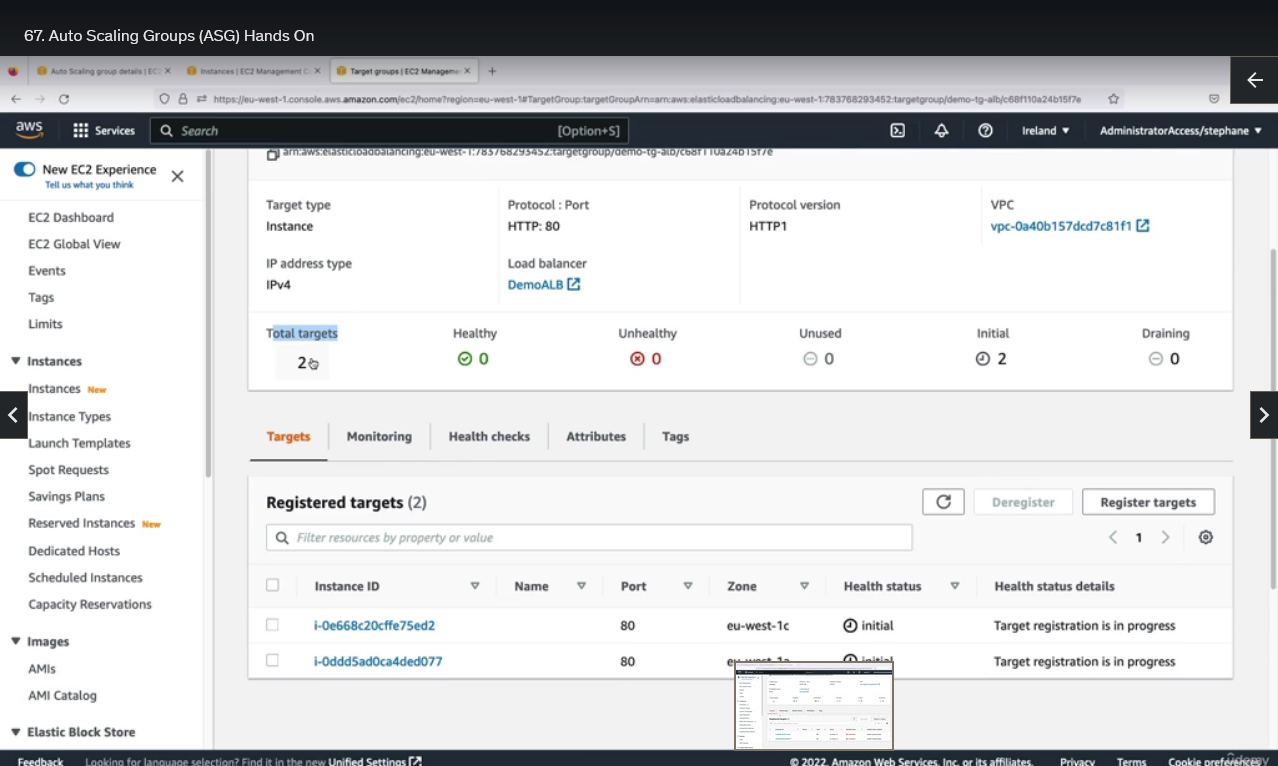 67. Auto Scaling Groups (ASG) Hands On
Auto Scaling group details | EC
Instances | EC2 Management C
Target groups | EC2 Manageme
https://eu-west-1.console.aws.amazon.com/ec2/home?region=eu-west-1#TargetGroup:targetGroupArn=arn:aws:elasticloadbalancing:eu-west-1:783768293452:targetgroup/demo-tg-alb/c68f110a24b15f7e
aws Services Search [Option+S] Ireland AdministratorAccess/stephane
New EC2 Experience
Tell us what you think
EC2 Dashboard
EC2 Global View
Events
Tags
Limits
Instances
Instances New
Instance Types
Launch Templates
Spot Requests
Savings Plans
Reserved Instances New
Dedicated Hosts
Scheduled Instances
Capacity Reservations
Images
AMIs
AMI Catalog
Elastic Block Store
arn:aws:elasticloadbalancing:eu-west-1:783768293452:targetgroup/demo-tg-alb/c68f110a24b15f7e
Target type
Instance
Protocol : Port
HTTP: 80
Protocol version
HTTP1
VPC
vpc-0a40b157dcd7c81f1
IP address type
IPv4
Load balancer
DemoALB
Total targets
2
Healthy
0
Unhealthy
0
Unused
0
Initial
2
Draining
0
Targets Monitoring Health checks Attributes Tags
Registered targets (2)
Deregister
Register targets
Filter resources by property or value
1
Instance ID Name Port Zone Health status Health status details
i-0e668c20cffe75ed2 80 eu-west-1c initial Target registration is in progress
i-0ddd5ad0ca4ded077 80 eu-west-1a initial Target registration is in progress
Feedback Looking for language selection? Find it in the new Unified Settings © 2022, Amazon Web Services, Inc. or its affiliates. Privacy Terms Cookie preferences
Udemy